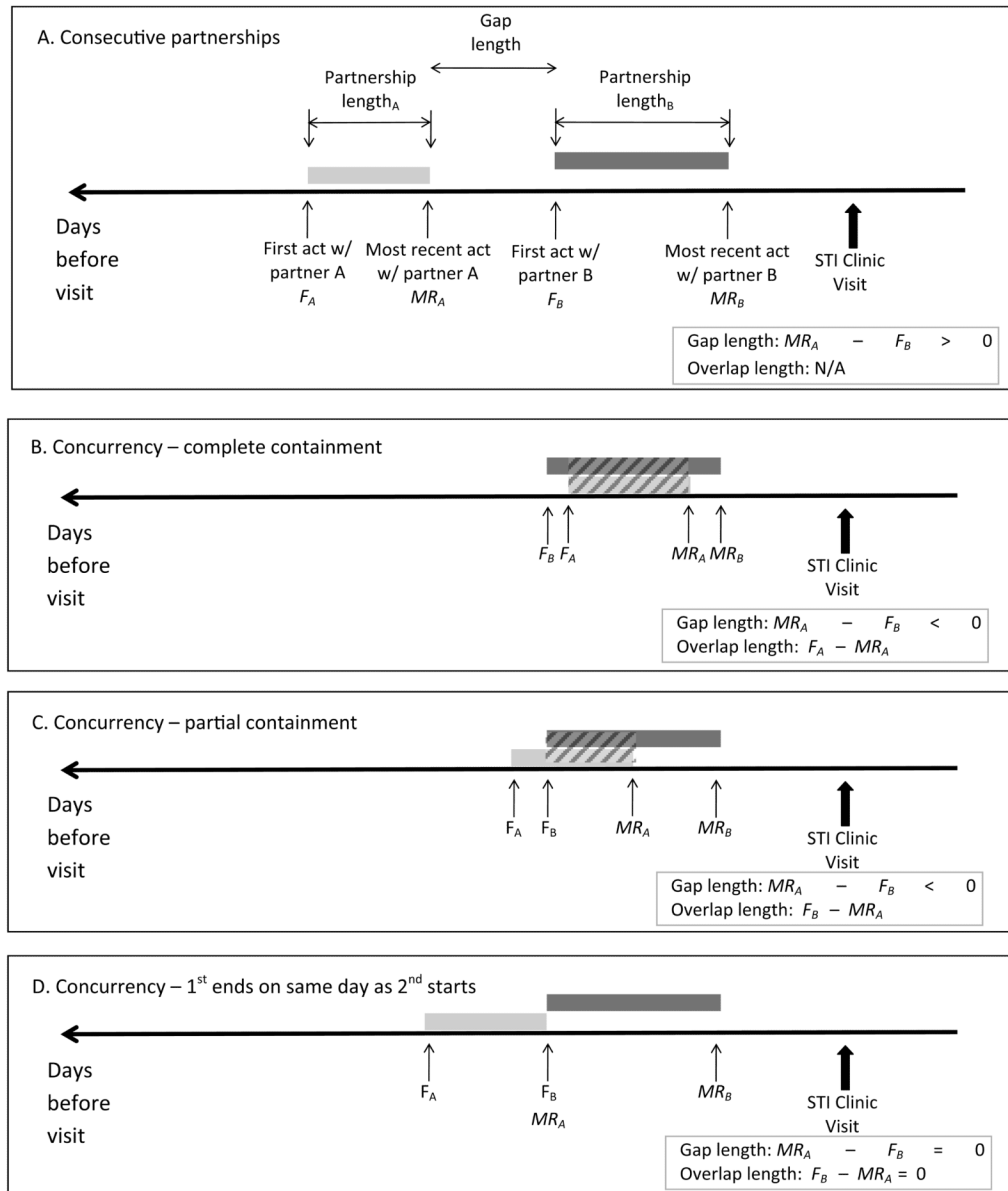 A. Consecutive partnerships
Gap
length
Partnership
length_A
Partnership
length_B
Days
before
visit
First act w/
partner A
F_A
Most recent act
w/ partner A
MR_A
First act w/
partner B
F_B
Most recent act
w/ partner B
MR_B
STI Clinic
Visit
Gap length: MR_A – F_B > 0
Overlap length: N/A
B. Concurrency – complete containment
Days
before
visit
F_B F_A MR_A MR_B
STI Clinic
Visit
Gap length: MR_A – F_B < 0
Overlap length: F_A – MR_A
C. Concurrency – partial containment
Days
before
visit
F_A F_B MR_A MR_B
STI Clinic
Visit
Gap length: MR_A – F_B < 0
Overlap length: F_B – MR_A
D. Concurrency – 1st ends on same day as 2nd starts
Days
before
visit
F_A F_B MR_B
MR_A
STI Clinic
Visit
Gap length: MR_A – F_B = 0
Overlap length: F_B – MR_A = 0